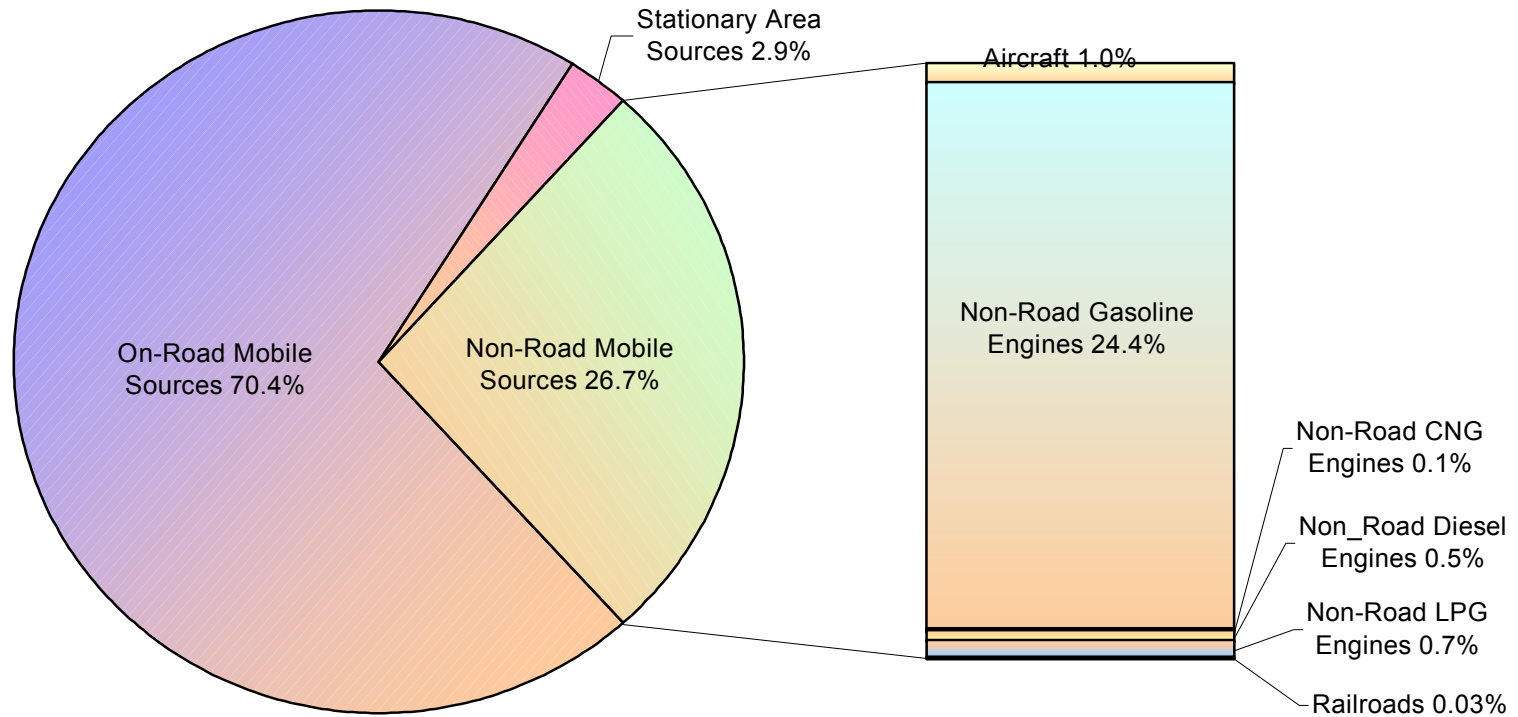 Stationary Area
Sources 2.9%
Aircraft 1.0%
On-Road Mobile
Sources 70.4%
Non-Road Mobile
Sources 26.7%
Non-Road Gasoline
Engines 24.4%
Non-Road CNG
Engines 0.1%
Non_Road Diesel
Engines 0.5%
Non-Road LPG
Engines 0.7%
Railroads 0.03%